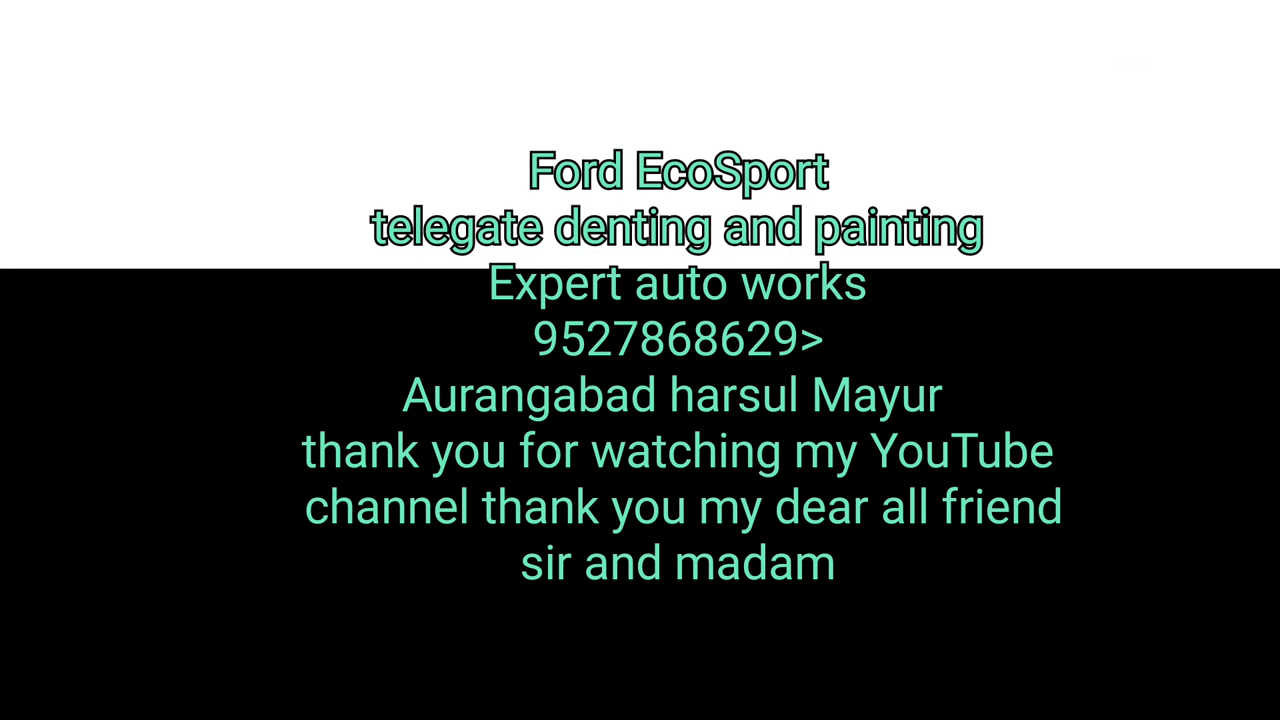 Ford EcoSport
telegate denting and painting
Expert auto works
9527868629>
Aurangabad harsul Mayur
thank you for watching my YouTube
channel thank you my dear all friend
sir and madam